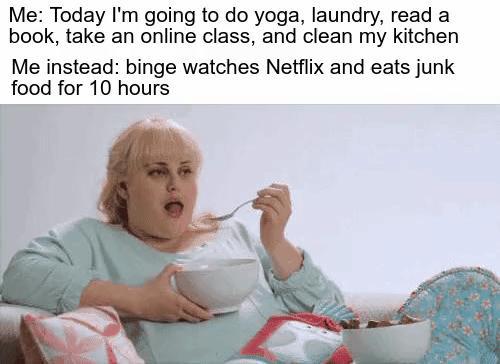 Me: Today I'm going to do yoga, laundry, read a
book, take an online class, and clean my kitchen
Me instead: binge watches Netflix and eats junk
food for 10 hours